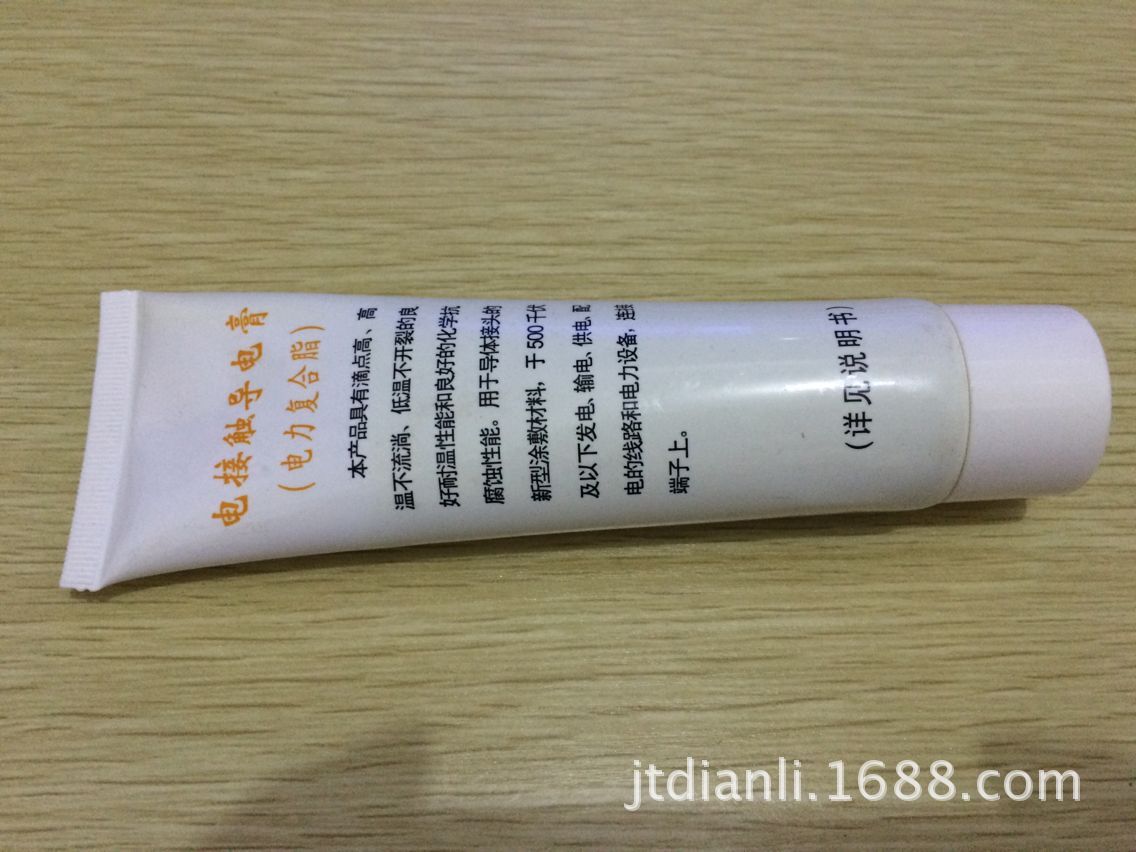 电接触导电膏
(电力复合脂)
本产品具有滴点高、高
温不流淌、低温不开裂的良
好耐温性能和良好的化学抗
腐蚀性能。用于导体接头的
新型涂敷材料，于500千伏
及以下发电、输电、供电、配
电的线路和电力设备，连接
端子上。
(详见说明书)
jtdianli.1688.com